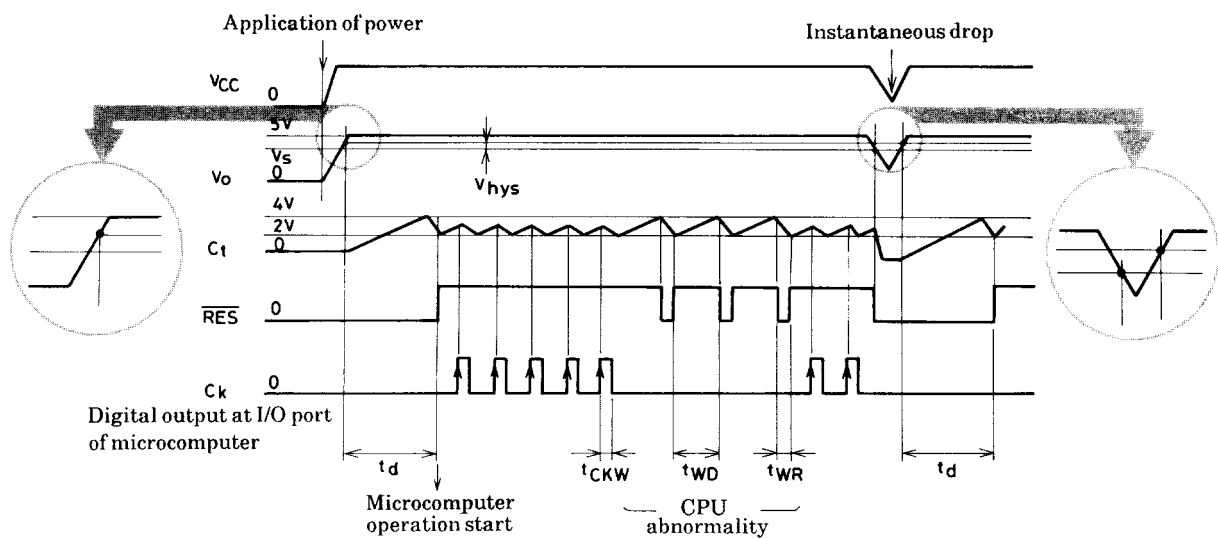 Application of power
Instantaneous drop
VCC
0
5V
Vs
Vo
0
Vhys
4V
2V
Ct
0
RES
0
Ck
0
Digital output at I/O port
of microcomputer
td
tCKW
tWD
tWR
td
Microcomputer
operation start
CPU
abnormality